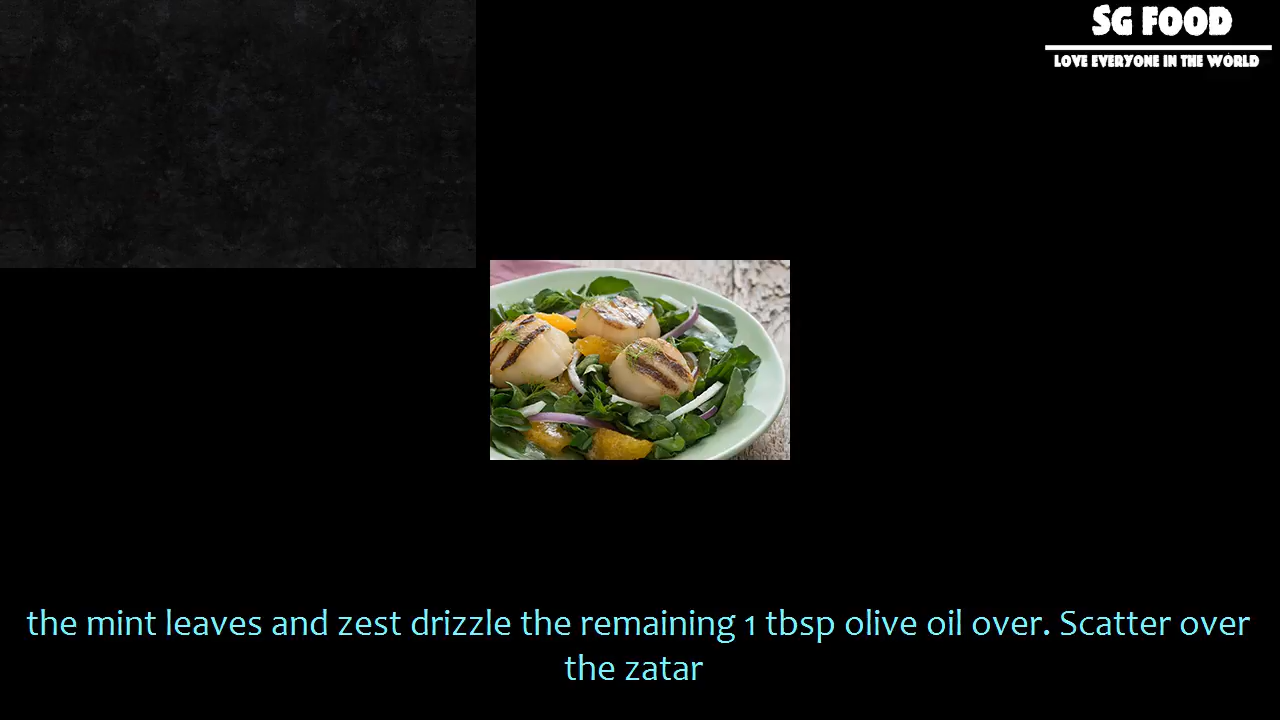 SG FOOD
LOVE EVERYONE IN THE WORLD
the mint leaves and zest drizzle the remaining 1 tbsp olive oil over. Scatter over
the zatar